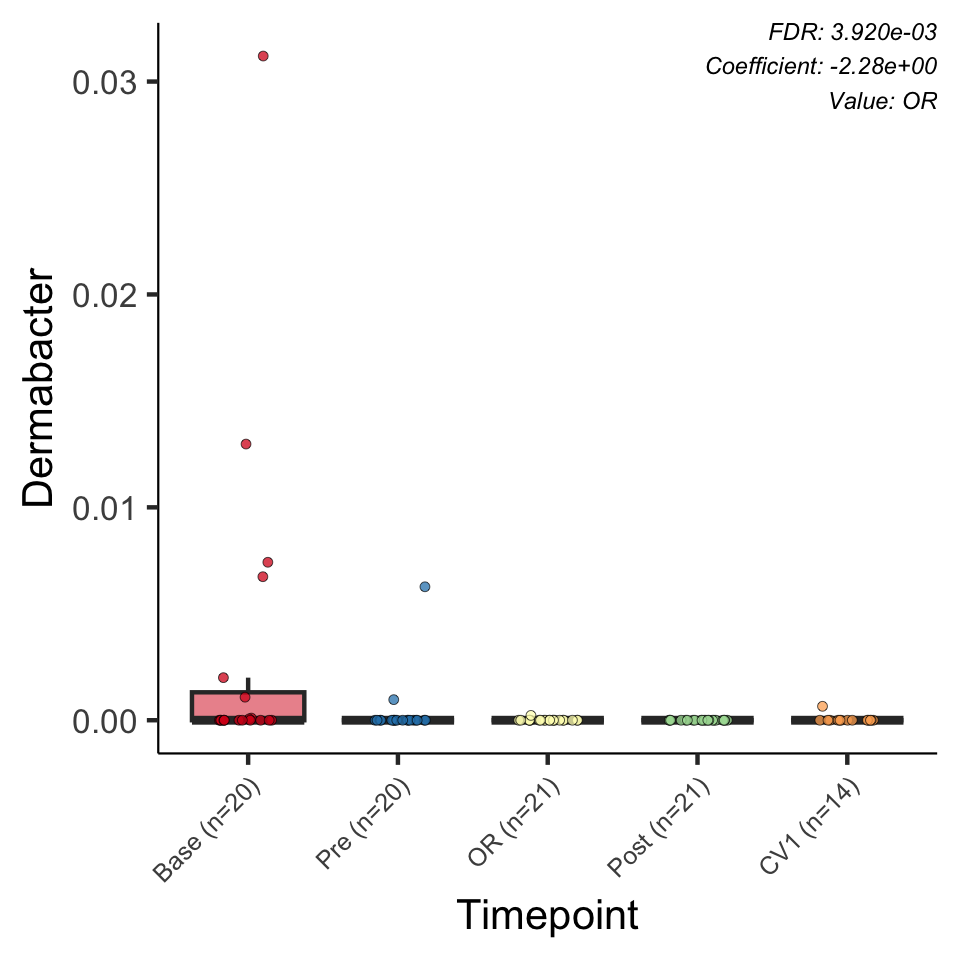 FDR: 3.920e-03
Coefficient: -2.28e+00
Value: OR
Dermabacter
0.03
0.02
0.01
0.00
Base (n=20)
Pre (n=20)
OR (n=21)
Post (n=21)
CV1 (n=14)
Timepoint